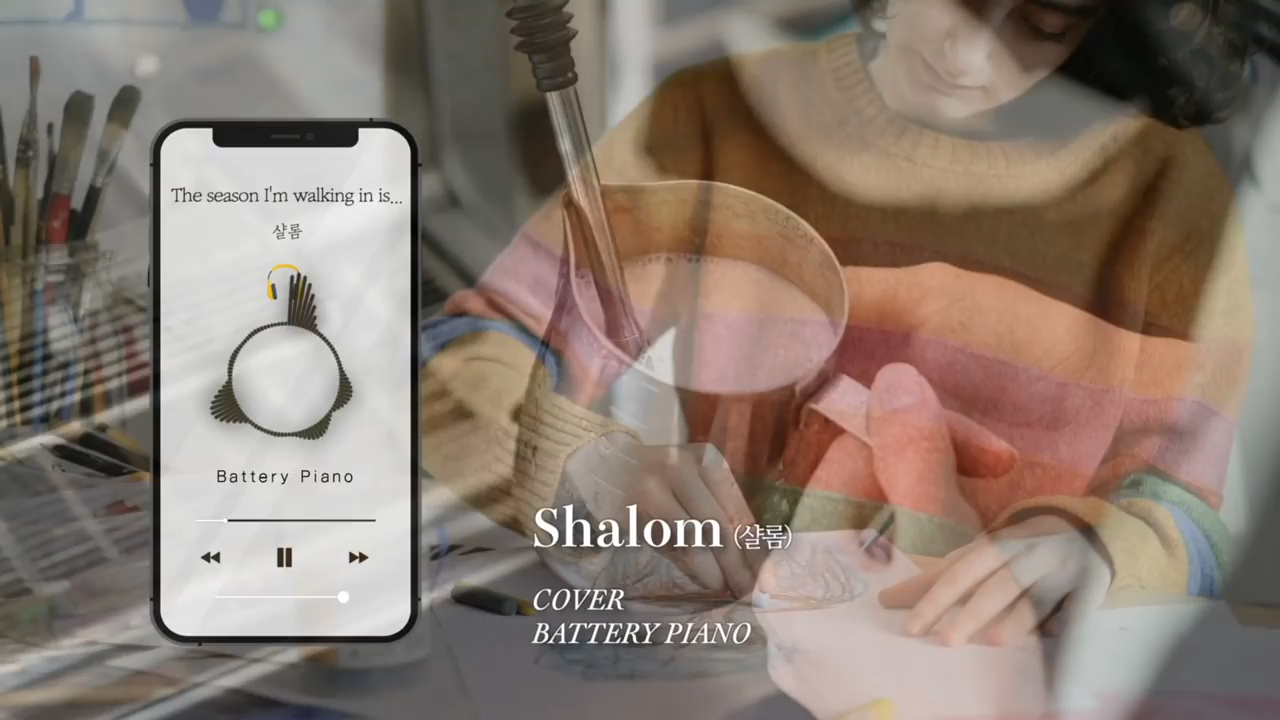 The season I'm walking in is...
샬롬
Battery Piano
Shalom (샬롬)
COVER
BATTERY PIANO